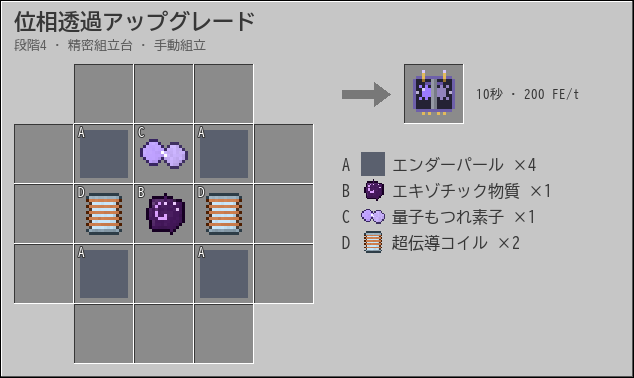 位相透過アップグレード
段階4 · 精密組立台 · 手動組立
10秒 · 200 FE/t
A C A
D B D
A A
A エンダーパール ×4
B エキゾチック物質 ×1
C 量子もつれ素子 ×1
D 超伝導コイル ×2